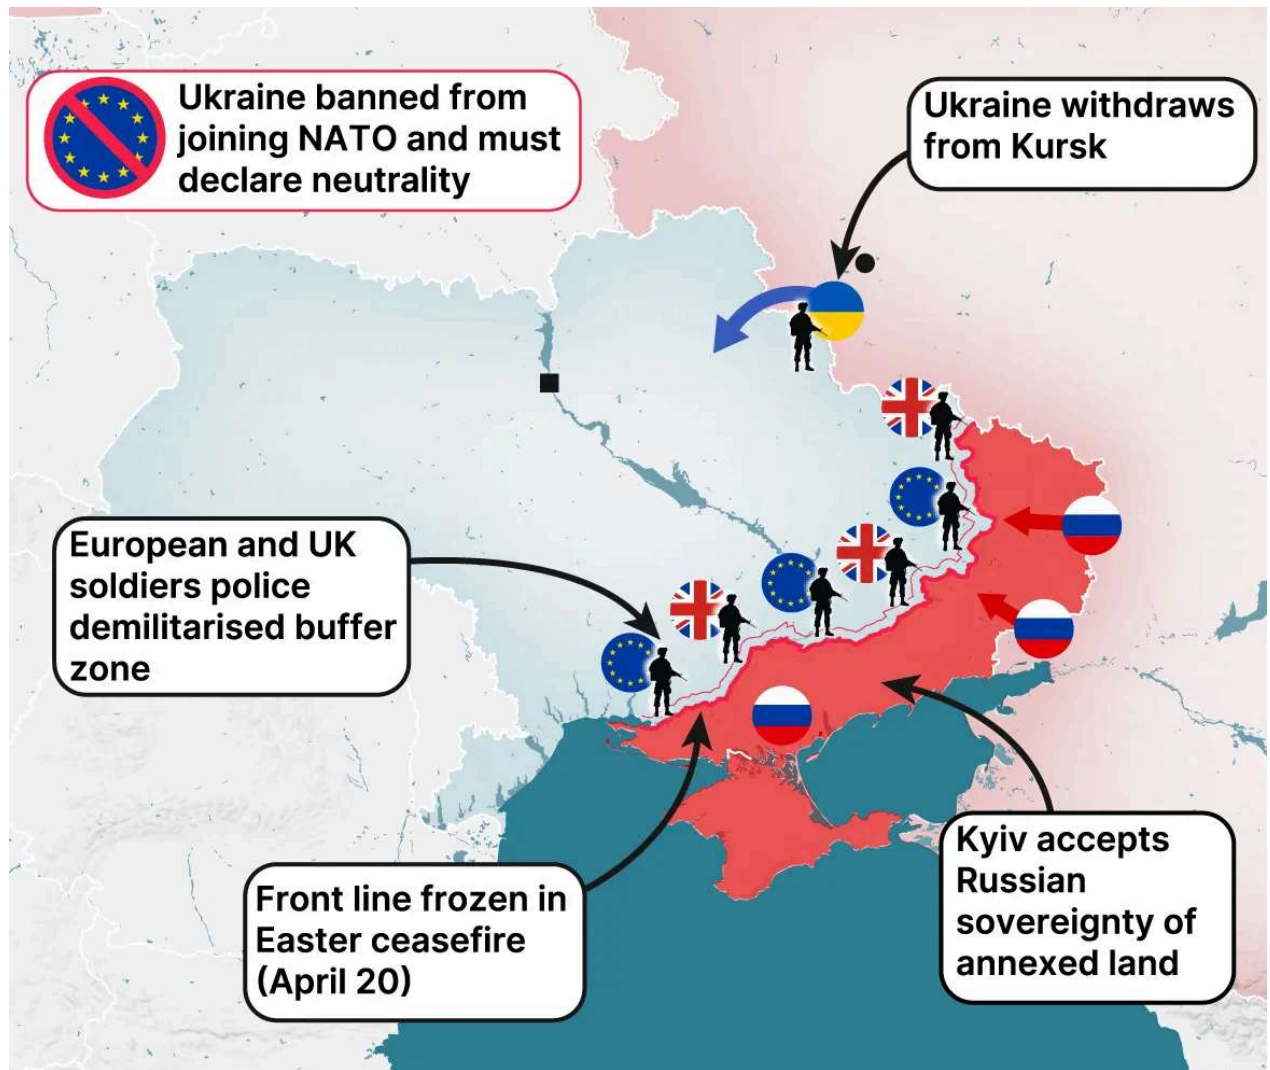 Ukraine banned from
joining NATO and must
declare neutrality
Ukraine withdraws
from Kursk
European and UK
soldiers police
demilitarised buffer
zone
Front line frozen in
Easter ceasefire
(April 20)
Kyiv accepts
Russian
sovereignty of
annexed land